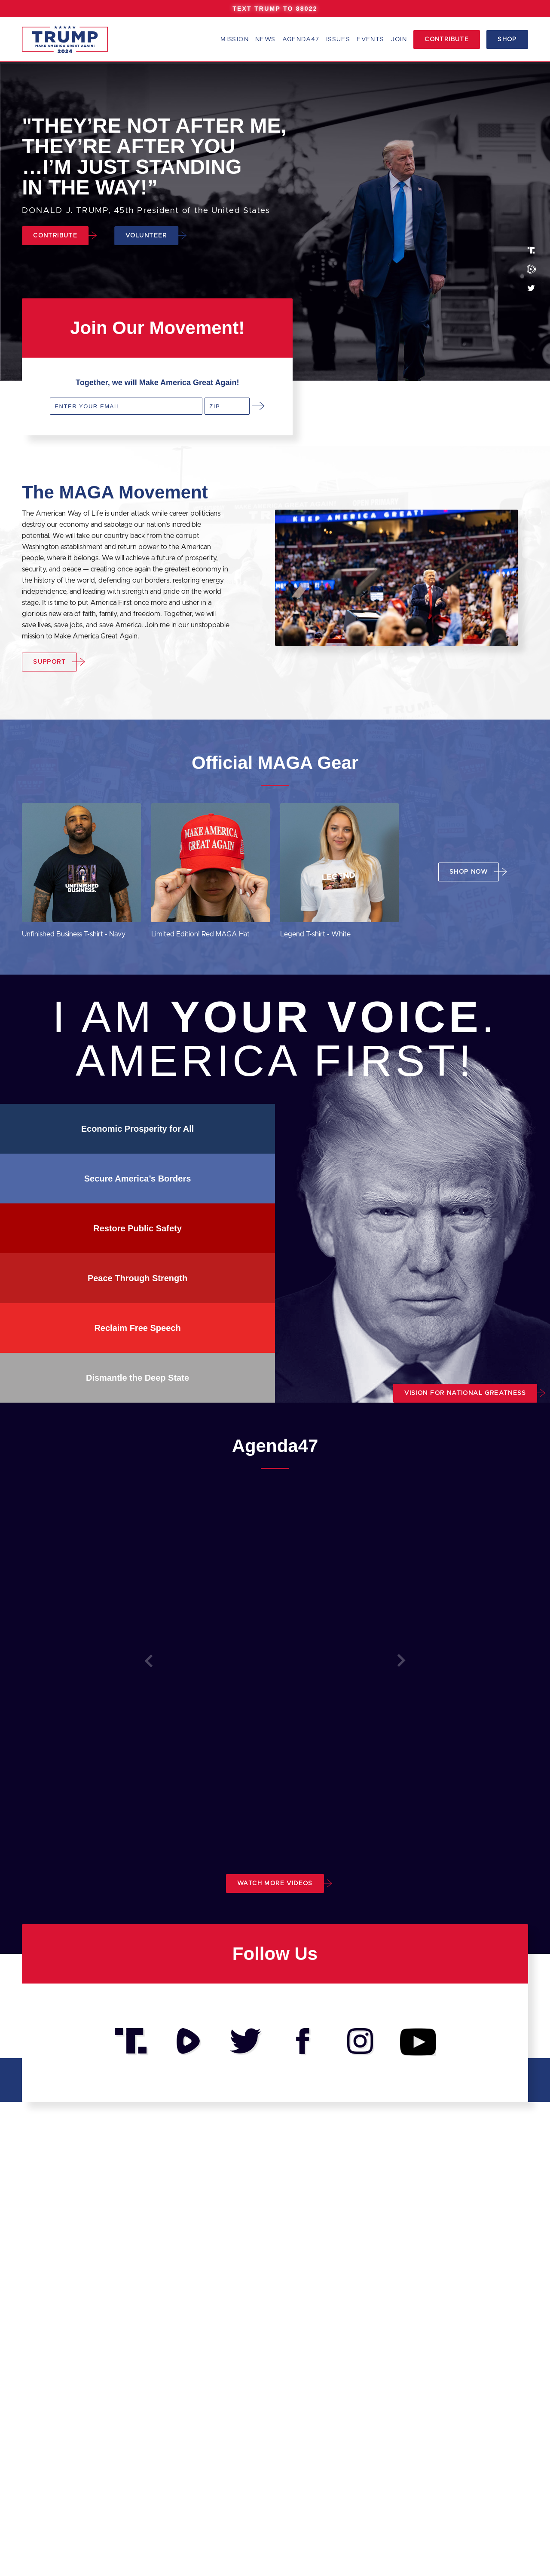 TEXT TRUMP TO 88022
TRUMP
MAKE AMERICA GREAT AGAIN!
2024
MISSION NEWS AGENDA47 ISSUES EVENTS JOIN CONTRIBUTE SHOP
"THEY’RE NOT AFTER ME,
THEY’RE AFTER YOU
…I’M JUST STANDING
IN THE WAY!”
DONALD J. TRUMP, 45th President of the United States
CONTRIBUTE VOLUNTEER
Join Our Movement!
Together, we will Make America Great Again!
ENTER YOUR EMAIL ZIP
The MAGA Movement
The American Way of Life is under attack while career politicians
destroy our economy and sabotage our nation's incredible
potential. We will take our country back from the corrupt
Washington establishment and return power to the American
people, where it belongs. We will achieve a future of prosperity,
security, and peace — creating once again the greatest economy in
the history of the world, defending our borders, restoring energy
independence, and leading with strength and pride on the world
stage. It is time to put America First once more and usher in a
glorious new era of faith, family, and freedom. Together, we will
save lives, save jobs, and save America. Join me in our unstoppable
mission to Make America Great Again.
KEEP AMERICA GREAT!
SUPPORT
TRUMP
Official MAGA Gear
UNFINISHED
BUSINESS.
MAKE AMERICA
GREAT AGAIN
SHOP NOW
Unfinished Business T-shirt - Navy
Limited Edition! Red MAGA Hat
Legend T-shirt - White
I AM YOUR VOICE.
AMERICA FIRST!
Economic Prosperity for All
Secure America’s Borders
Restore Public Safety
Peace Through Strength
Reclaim Free Speech
Dismantle the Deep State
VISION FOR NATIONAL GREATNESS
Agenda47
WATCH MORE VIDEOS
Follow Us